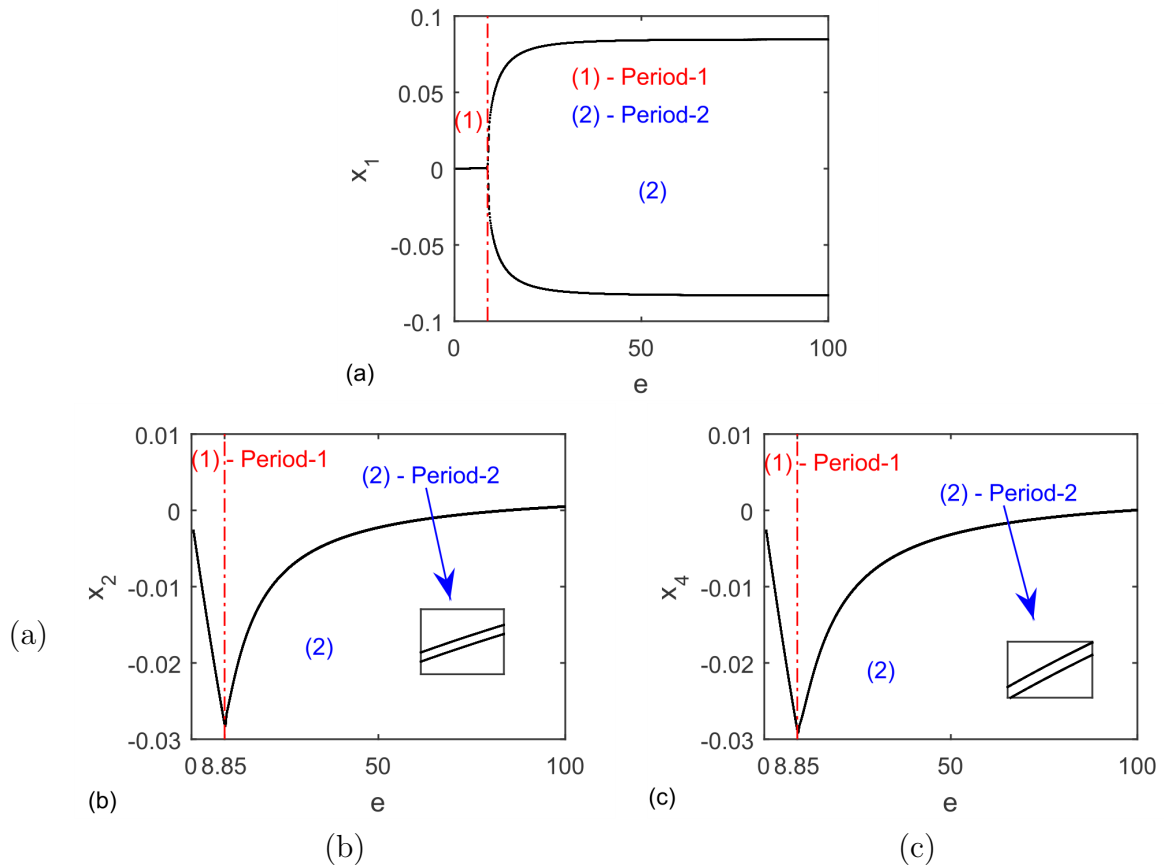 0.1
(1) - Period-1
0.05
(1)
(2) - Period-2
x1
0
(2)
-0.05
-0.1
0
50
100
(a)
e
0.01
(1) - Period-1
(2) - Period-2
0
x2
-0.01
(a)
-0.02
(2)
-0.03
0 8.85
50
100
(b)
e
(b)
0.01
(1) - Period-1
(2) - Period-2
0
x4
-0.01
-0.02
(2)
-0.03
0 8.85
50
100
(c)
e
(c)